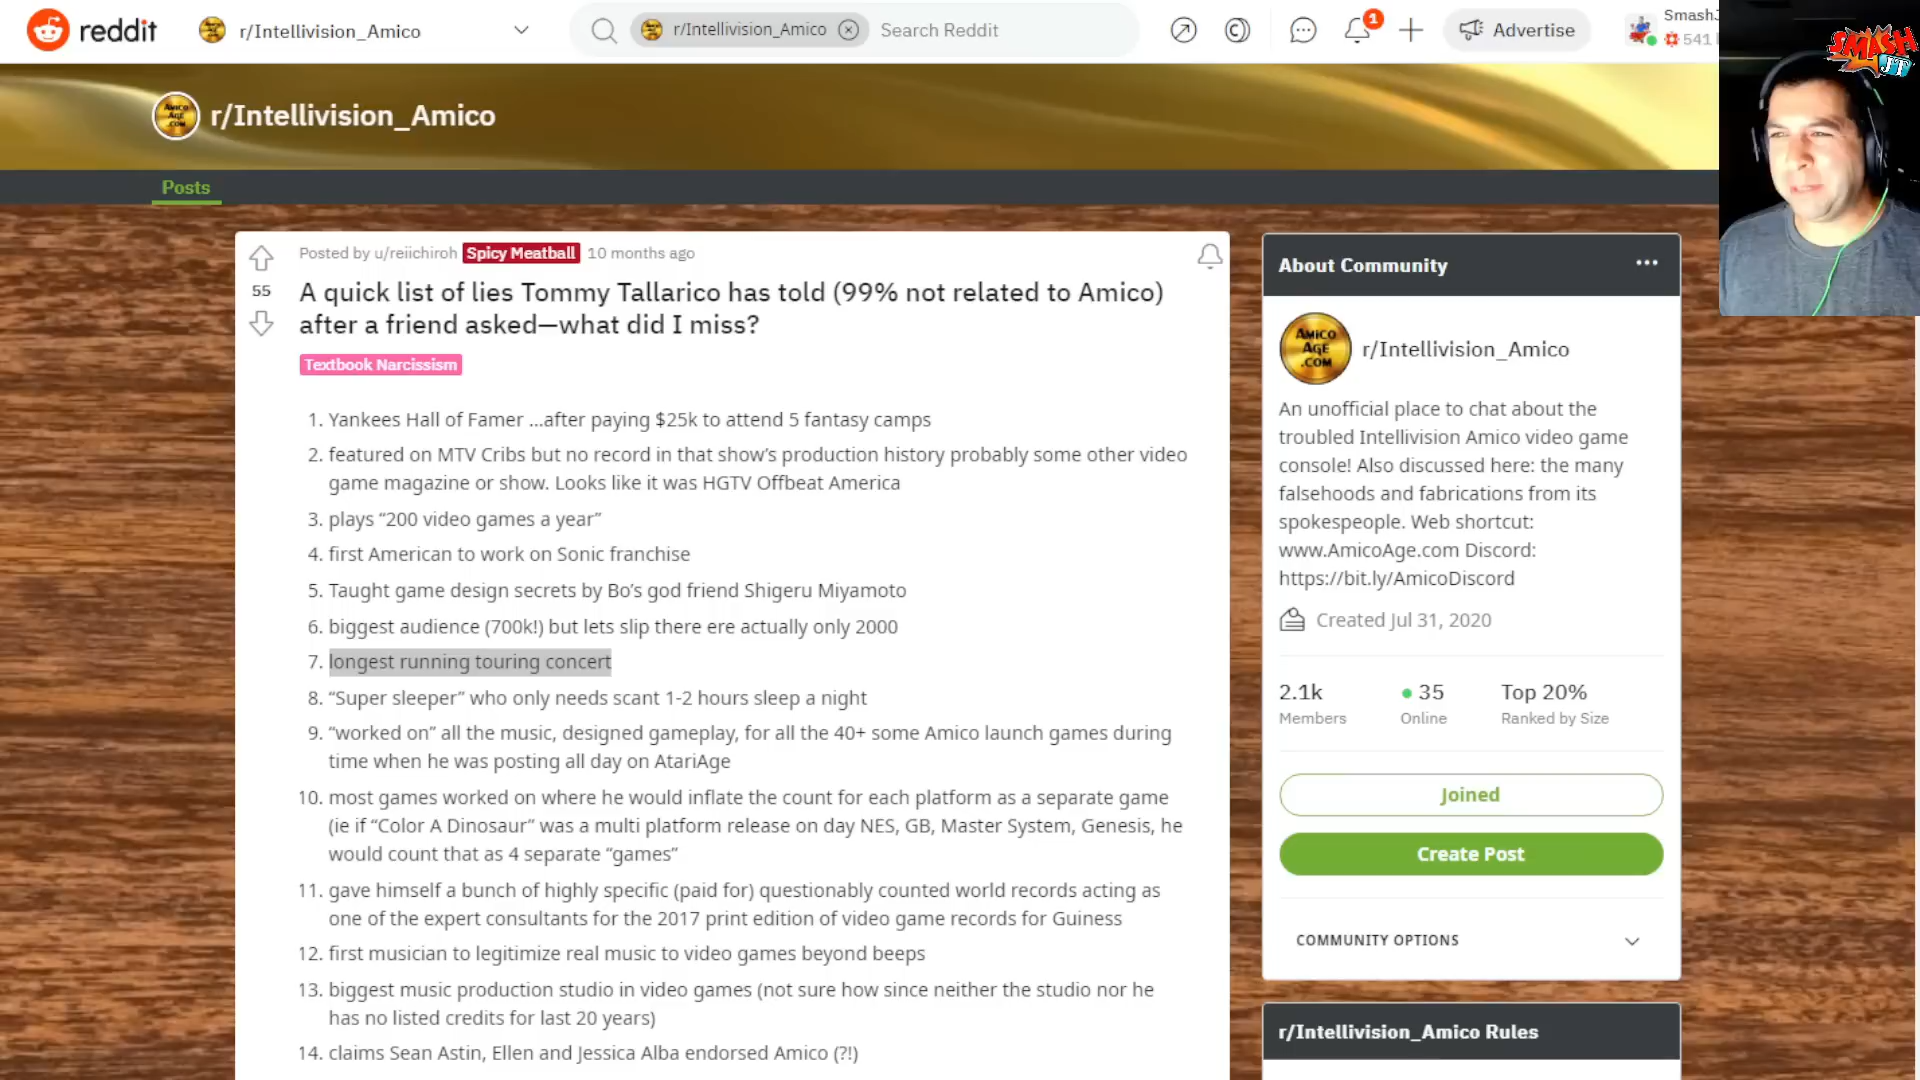 reddit
r/Intellivision_Amico
r/Intellivision_Amico
Search Reddit
1
Advertise
SmashJ
541
SMASH
JT
AMICO
AGE
.COM
r/Intellivision_Amico
Posts
55
Posted by u/reiichiroh Spicy Meatball 10 months ago
A quick list of lies Tommy Tallarico has told (99% not related to Amico)
after a friend asked—what did I miss?
Textbook Narcissism
1. Yankees Hall of Famer ...after paying $25k to attend 5 fantasy camps
2. featured on MTV Cribs but no record in that show's production history probably some other video
game magazine or show. Looks like it was HGTV Offbeat America
3. plays “200 video games a year”
4. first American to work on Sonic franchise
5. Taught game design secrets by Bo's god friend Shigeru Miyamoto
6. biggest audience (700k!) but lets slip there ere actually only 2000
7. longest running touring concert
8. “Super sleeper” who only needs scant 1-2 hours sleep a night
9. “worked on” all the music, designed gameplay, for all the 40+ some Amico launch games during
time when he was posting all day on AtariAge
10. most games worked on where he would inflate the count for each platform as a separate game
(ie if “Color A Dinosaur” was a multi platform release on day NES, GB, Master System, Genesis, he
would count that as 4 separate “games”
11. gave himself a bunch of highly specific (paid for) questionably counted world records acting as
one of the expert consultants for the 2017 print edition of video game records for Guiness
12. first musician to legitimize real music to video games beyond beeps
13. biggest music production studio in video games (not sure how since neither the studio nor he
has no listed credits for last 20 years)
14. claims Sean Astin, Ellen and Jessica Alba endorsed Amico (?!)
About Community
AMICO
AGE
.COM
r/Intellivision_Amico
An unofficial place to chat about the
troubled Intellivision Amico video game
console! Also discussed here: the many
falsehoods and fabrications from its
spokespeople. Web shortcut:
www.AmicoAge.com Discord:
https://bit.ly/AmicoDiscord
Created Jul 31, 2020
2.1k
Members
35
Online
Top 20%
Ranked by Size
Joined
Create Post
COMMUNITY OPTIONS
r/Intellivision_Amico Rules